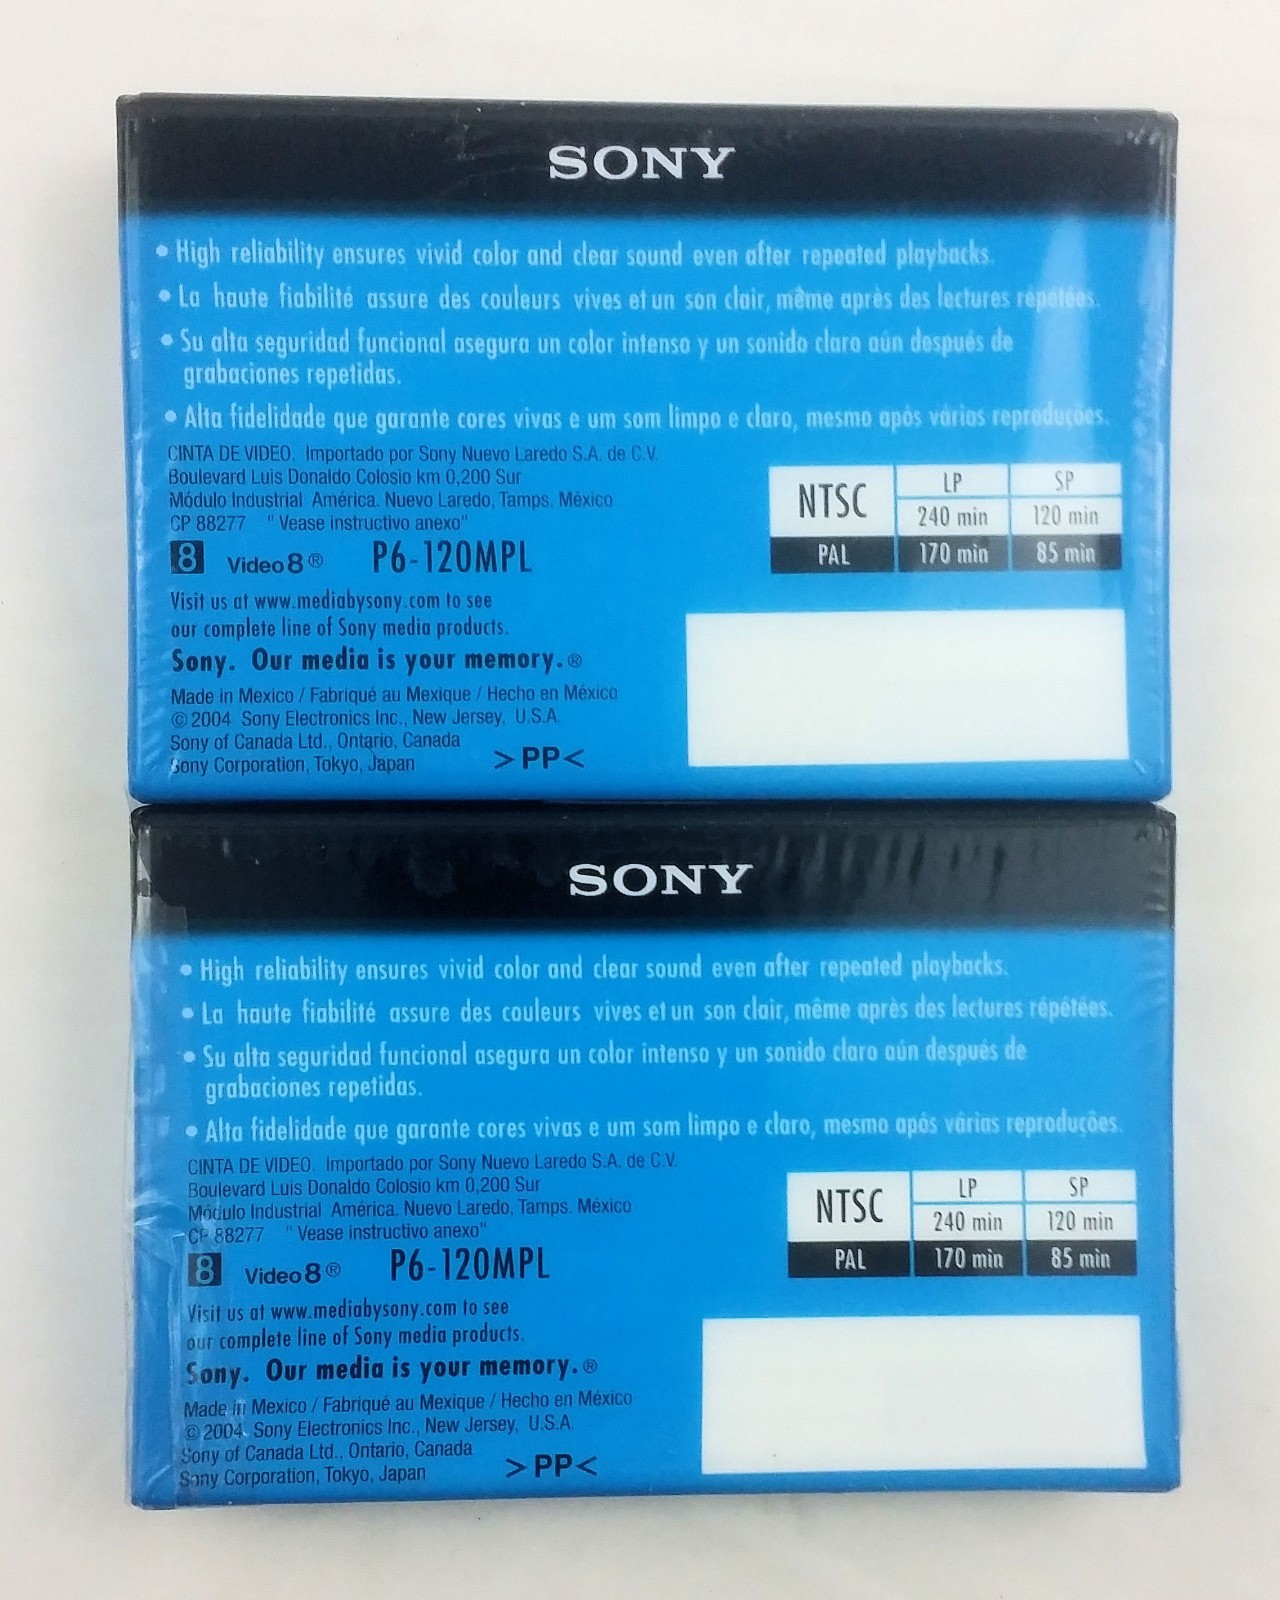 SONY
• High reliability ensures vivid color and clear sound even after repeated playbacks.
• La haute fiabilité assure des couleurs vives et un son clair, même après des lectures répétées.
• Su alta seguridad funcional asegura un color intenso y un sonido claro aún después de
grabaciones repetidas.
• Alta fidelidade que garante cores vivas e um som limpo e claro, mesmo após várias reproduções.
CINTA DE VIDEO. Importado por Sony Nuevo Laredo S.A. de C.V.
Boulevard Luis Donaldo Colosio km 0,200 Sur
Módulo Industrial América. Nuevo Laredo, Tamps. México
CP 88277 " Vease instructivo anexo"
8 Video8® P6-120MPL
NTSC LP SP
240 min 120 min
PAL 170 min 85 min
Visit us at www.mediabysony.com to see
our complete line of Sony media products.
Sony. Our media is your memory.®
Made in Mexico / Fabriqué au Mexique / Hecho en México
© 2004 Sony Electronics Inc., New Jersey, U.S.A.
Sony of Canada Ltd., Ontario, Canada
Sony Corporation, Tokyo, Japan >PP<
SONY
• High reliability ensures vivid color and clear sound even after repeated playbacks.
• La haute fiabilité assure des couleurs vives et un son clair, même après des lectures répétées.
• Su alta seguridad funcional asegura un color intenso y un sonido claro aún después de
grabaciones repetidas.
• Alta fidelidade que garante cores vivas e um som limpo e claro, mesmo após várias reproduções.
CINTA DE VIDEO. Importado por Sony Nuevo Laredo S.A. de C.V.
Boulevard Luis Donaldo Colosio km 0,200 Sur
Módulo Industrial América. Nuevo Laredo, Tamps. México
CP 88277 " Vease instructivo anexo"
8 Video8® P6-120MPL
NTSC LP SP
240 min 120 min
PAL 170 min 85 min
Visit us at www.mediabysony.com to see
our complete line of Sony media products.
Sony. Our media is your memory.®
Made in Mexico / Fabriqué au Mexique / Hecho en México
© 2004 Sony Electronics Inc., New Jersey, U.S.A.
Sony of Canada Ltd., Ontario, Canada
Sony Corporation, Tokyo, Japan >PP<